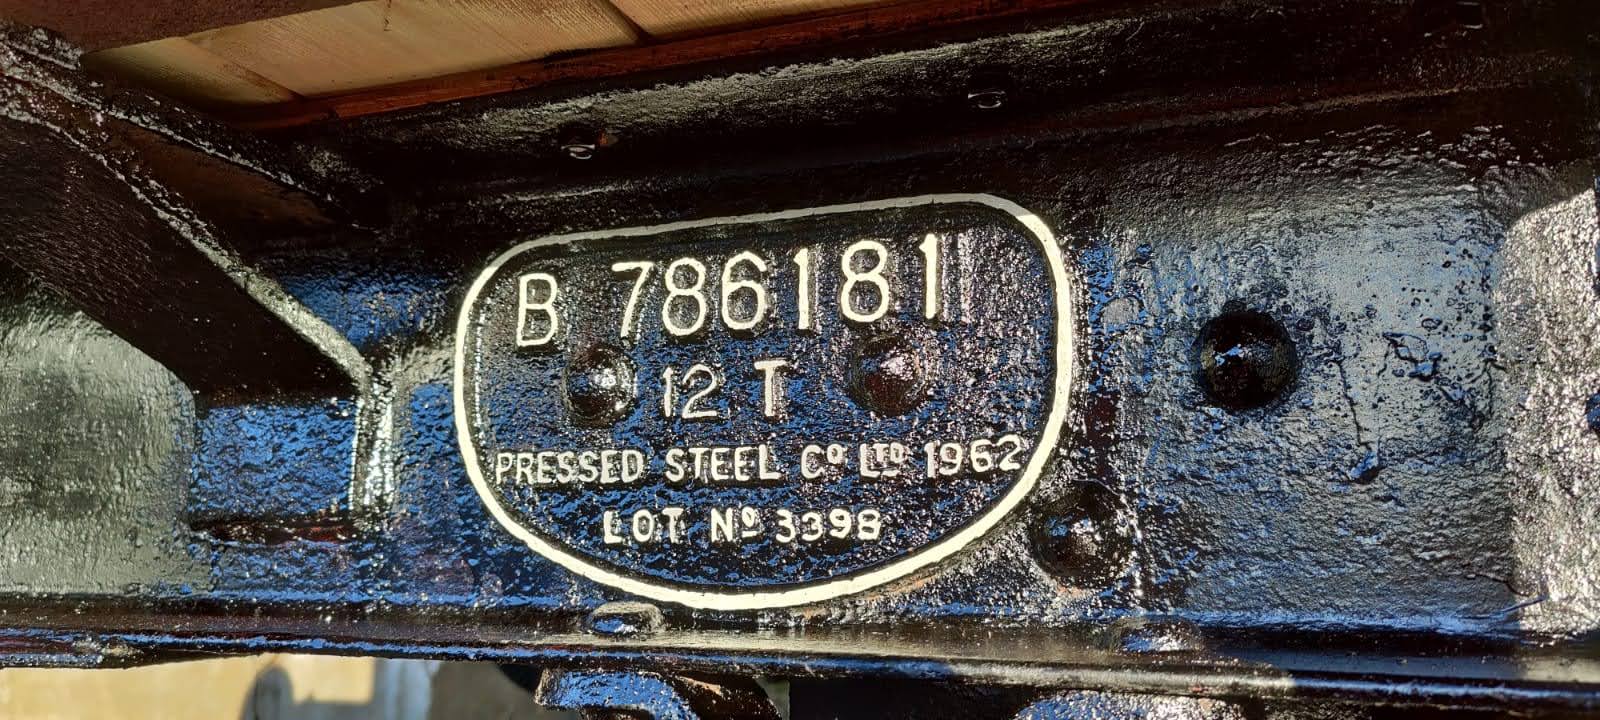 B 786181
12 T
PRESSED STEEL Cº LTD 1962
LOT Nº 3398